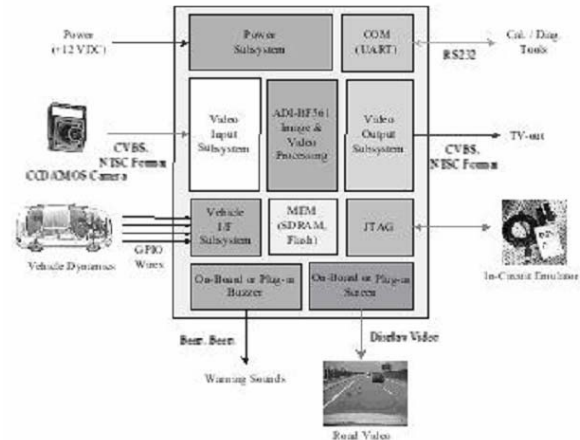 Power
(+12 VDC)
Power
Subsystem
COM
(UART)
RS232
Cal. / Diag.
Tools
Video
Input
Subsystem
ADI-BF561
Image &
Video
Processing
Video
Output
Subsystem
CVBS,
NTSC Format
CCD/CMOS Camera
CVBS,
NTSC Format
TV-out
Vehicle
I/F
Subsystem
MEM
(SDRAM,
Flash)
JTAG
GPIO
Wires
Vehicle Dynamics
In-Circuit Emulator
On-Board or Plug-in
Buzzer
On-Board or Plug-in
Screen
Beep, Beep
Display Video
Warning Sounds
Road Video